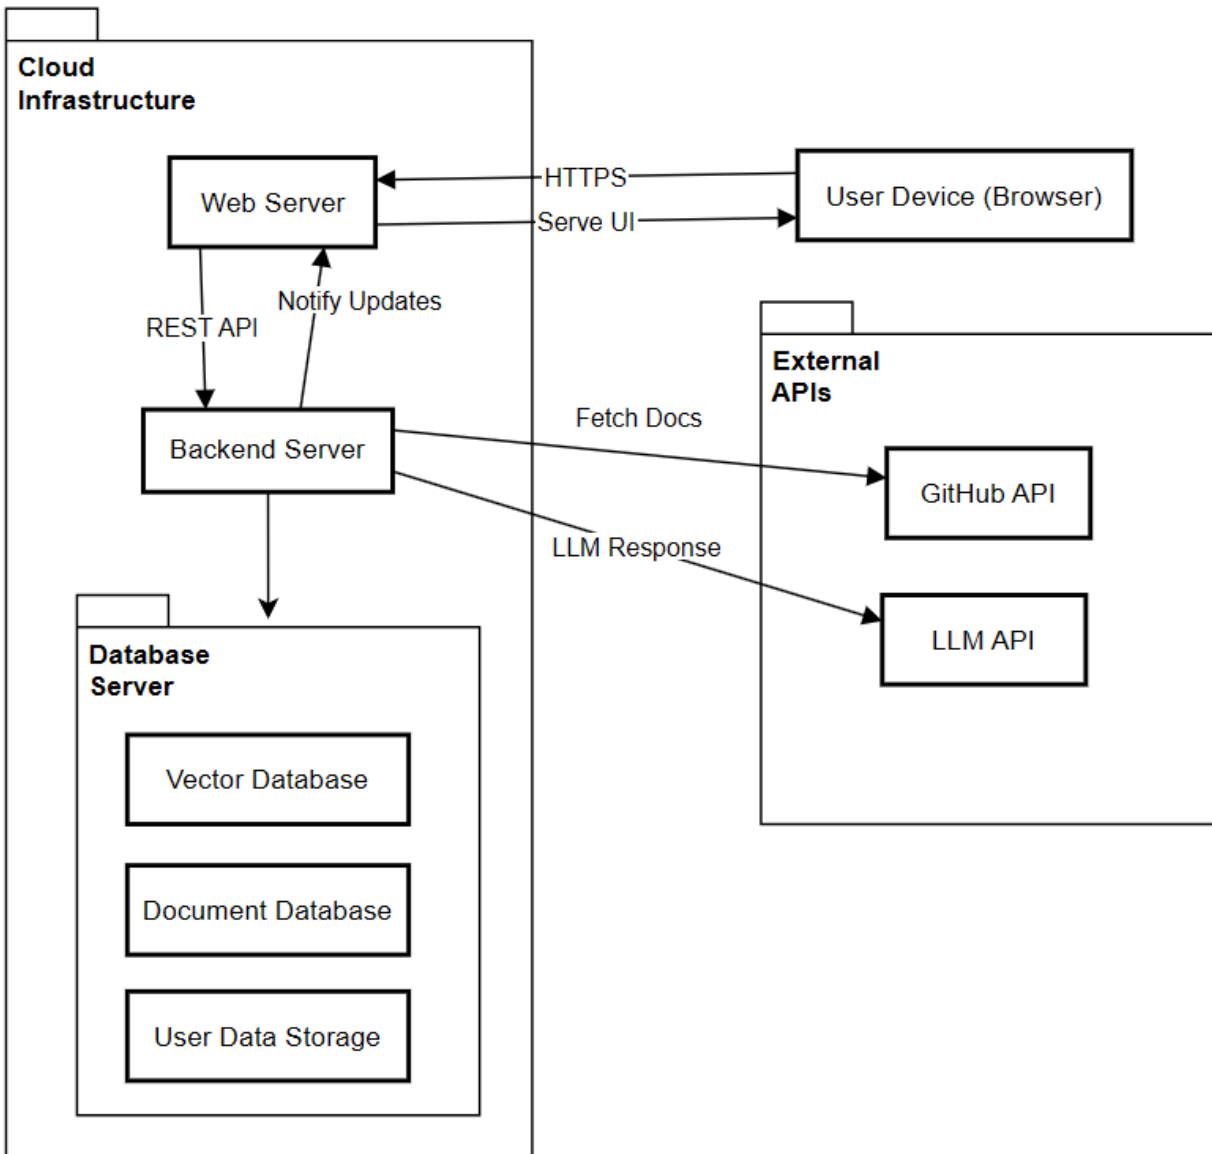 Cloud
Infrastructure
Web Server
HTTPS
Serve UI
User Device (Browser)
Notify Updates
REST API
Backend Server
Fetch Docs
LLM Response
External
APIs
GitHub API
LLM API
Database
Server
Vector Database
Document Database
User Data Storage